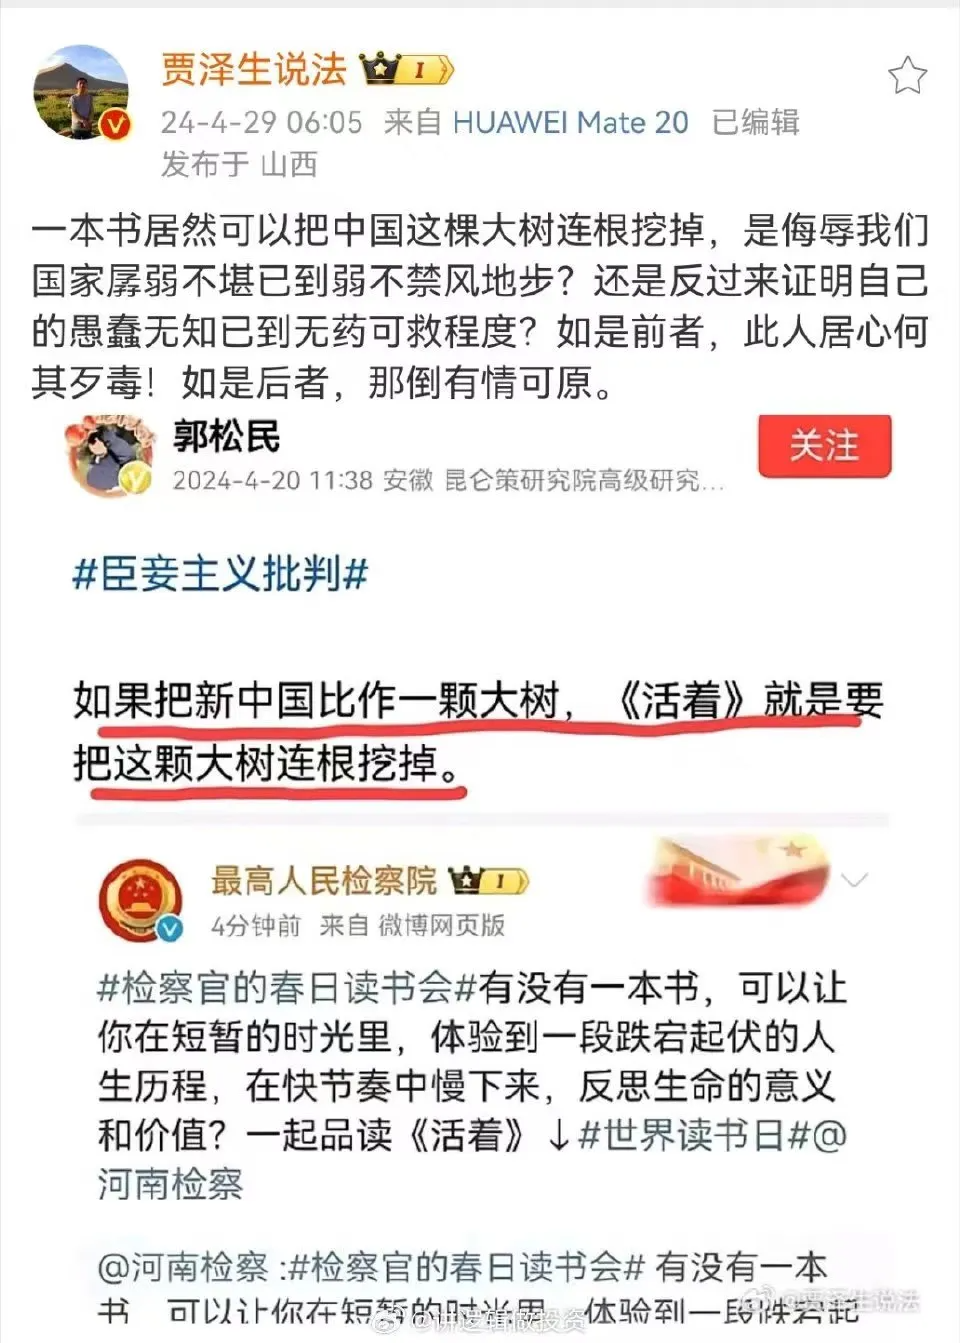 贾泽生说法 I
24-4-29 06:05 来自 HUAWEI Mate 20 已编辑
发布于 山西
一本书居然可以把中国这棵大树连根挖掉，是侮辱我们
国家孱弱不堪已到弱不禁风地步？还是反过来证明自己
的愚蠢无知已到无药可救程度？如是前者，此人居心何
其歹毒！如是后者，那倒有情可原。
郭松民
关注
2024-4-20 11:38 安徽 昆仑策研究院高级研究...
#臣妾主义批判#
如果把新中国比作一颗大树，《活着》就是要
把这颗大树连根挖掉。
最高人民检察院 I
4分钟前 来自 微博网页版
#检察官的春日读书会#有没有一本书，可以让
你在短暂的时光里，体验到一段跌宕起伏的人
生历程，在快节奏中慢下来，反思生命的意义
和价值？一起品读《活着》↓#世界读书日#@
河南检察
@河南检察 :#检察官的春日读书会# 有没有一本
书，可以让你在短暂的时光里，体验到一段跌宕起
@贾泽生说法
@讲逻辑做投资